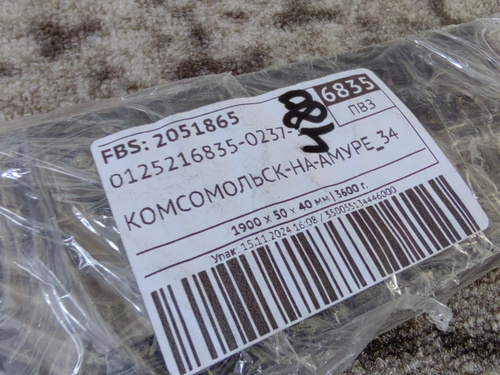 6835
ПВЗ
FBS: 2051865
0125216835-0237-
КОМСОМОЛЬСК-НА-АМУРЕ_34
1900 x 50 x 40 мм | 3600 г.
Упак 15.11.2024 16:08 / 3500351344446000